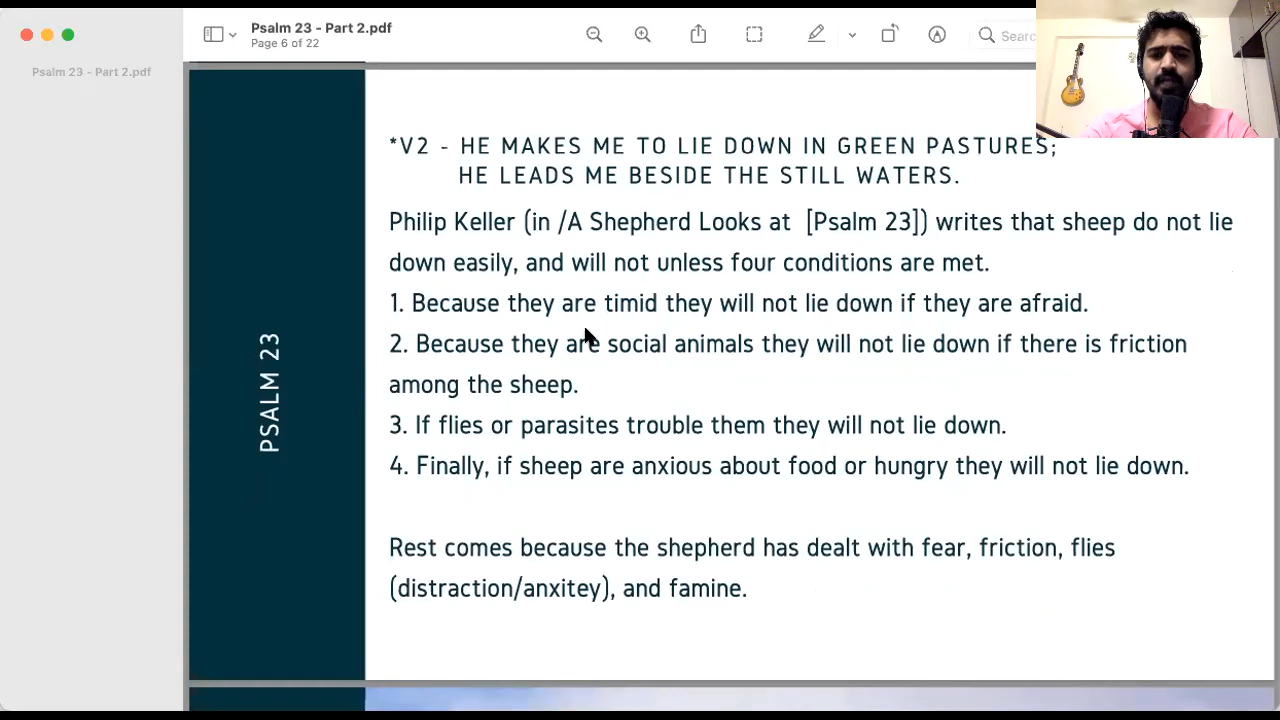 Psalm 23 - Part 2.pdf
Page 6 of 22
Searc
Psalm 23 - Part 2.pdf
*V2 - HE MAKES ME TO LIE DOWN IN GREEN PASTURES;
HE LEADS ME BESIDE THE STILL WATERS.
Philip Keller (in /A Shepherd Looks at [Psalm 23]) writes that sheep do not lie
down easily, and will not unless four conditions are met.
1. Because they are timid they will not lie down if they are afraid.
2. Because they are social animals they will not lie down if there is friction
among the sheep.
3. If flies or parasites trouble them they will not lie down.
4. Finally, if sheep are anxious about food or hungry they will not lie down.
Rest comes because the shepherd has dealt with fear, friction, flies
(distraction/anxitey), and famine.
PSALM 23